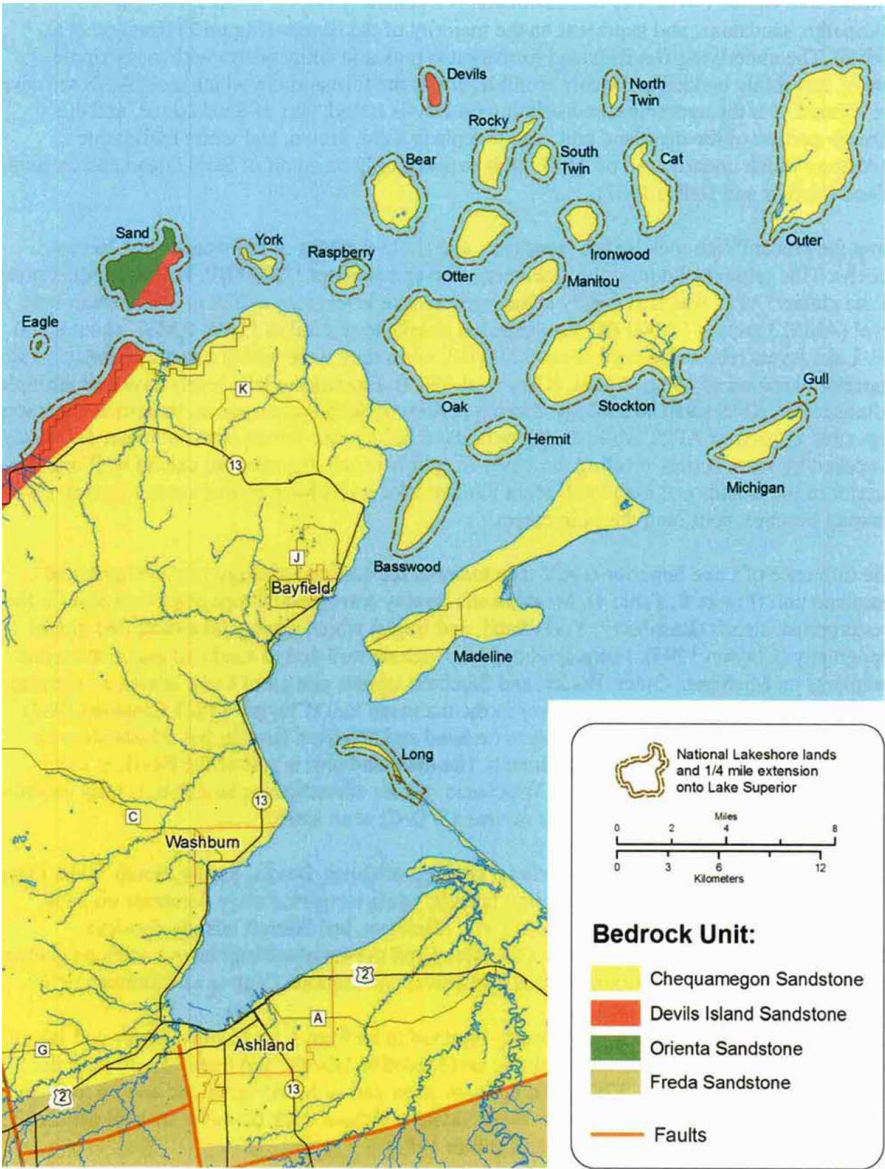 Devils
North
Twin
Rocky
South
Twin
Cat
Bear
Outer
Sand
York
Raspberry
Otter
Ironwood
Manitou
Eagle
K
Oak
Stockton
Gull
13
Hermit
Michigan
Basswood
J
Bayfield
Madeline
Long
13
C
Washburn
2
A
Ashland
G
2
13
National Lakeshore lands
and 1/4 mile extension
onto Lake Superior
Miles
0 2 4 8
0 3 6 12
Kilometers
Bedrock Unit:
Chequamegon Sandstone
Devils Island Sandstone
Orienta Sandstone
Freda Sandstone
Faults